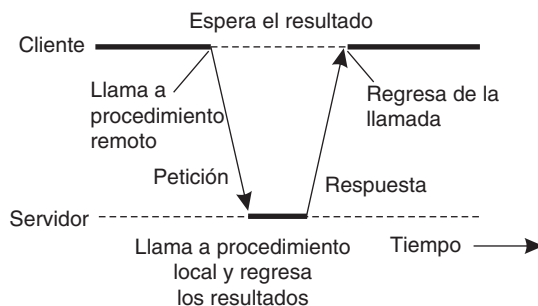 Espera el resultado
Cliente
Llama a
procedimiento
remoto
Regresa de la
llamada
Petición
Respuesta
Servidor
Llama a procedimiento
local y regresa
los resultados
Tiempo